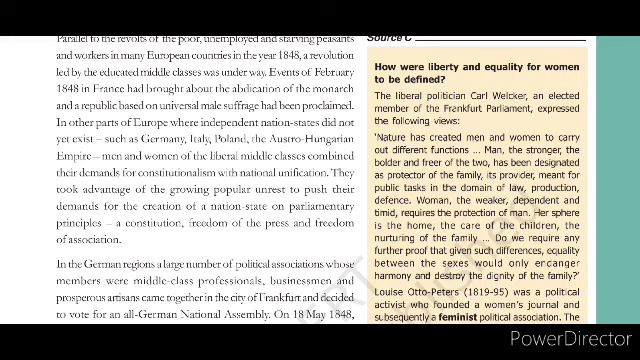 Parallel to the revolts of the poor, unemployed and starving peasants
and workers in many European countries in the year 1848, a revolution
led by the educated middle classes was under way. Events of February
1848 in France had brought about the abdication of the monarch
and a republic based on universal male suffrage had been proclaimed.
In other parts of Europe where independent nation-states did not
yet exist – such as Germany, Italy, Poland, the Austro-Hungarian
Empire – men and women of the liberal middle classes combined
their demands for constitutionalism with national unification. They
took advantage of the growing popular unrest to push their
demands for the creation of a nation-state on parliamentary
principles – a constitution, freedom of the press and freedom
of association.
In the German regions a large number of political associations whose
members were middle-class professionals, businessmen and
prosperous artisans came together in the city of Frankfurt and decided
to vote for an all-German National Assembly. On 18 May 1848,
Source C
How were liberty and equality for women
to be defined?
The liberal politician Carl Welcker, an elected
member of the Frankfurt Parliament, expressed
the following views:
‘Nature has created men and women to carry
out different functions ... Man, the stronger, the
bolder and freer of the two, has been designated
as protector of the family, its provider, meant for
public tasks in the domain of law, production,
defence. Woman, the weaker, dependent and
timid, requires the protection of man. Her sphere
is the home, the care of the children, the
nurturing of the family ... Do we require any
further proof that given such differences, equality
between the sexes would only endanger
harmony and destroy the dignity of the family?’
Louise Otto-Peters (1819-95) was a political
activist who founded a women's journal and
subsequently a feminist political association. The
PowerDirector